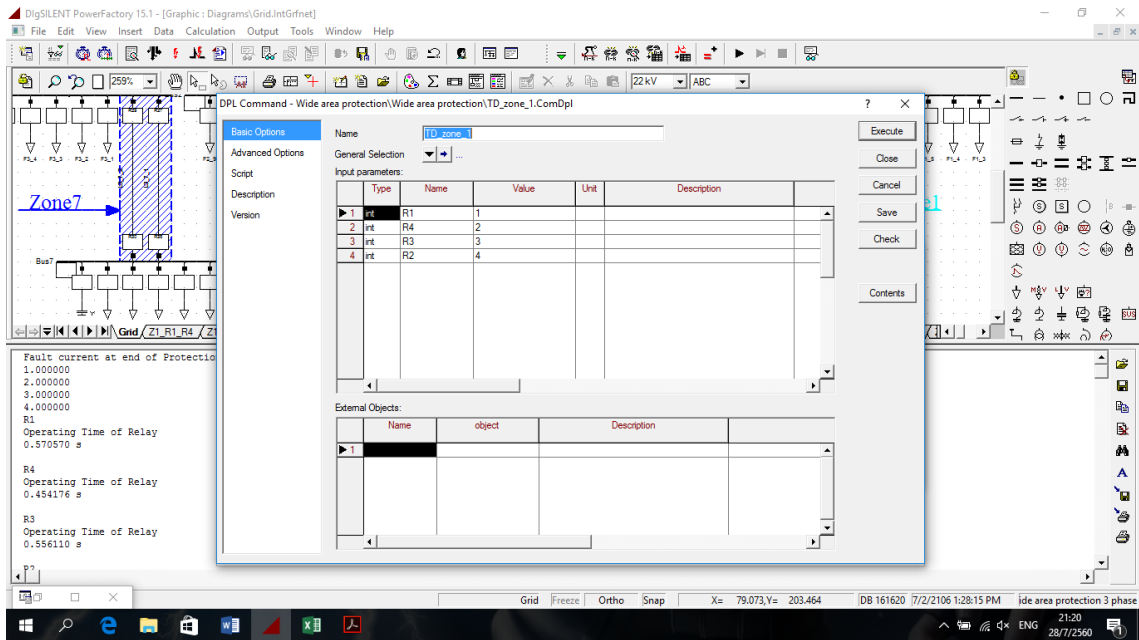 DIgSILENT PowerFactory 15.1 - [Graphic : Diagrams\Grid.IntGrfnet]
File Edit View Insert Data Calculation Output Tools Window Help
259% 22 kV ABC
DPL Command - Wide area protection\Wide area protection\TD_zone_1.ComDpl ?
Basic Options
Advanced Options
Script
Description
Version
Name TD_zone_1
General Selection ...
Input parameters:
Type Name Value Unit Description
1 int R1 1
2 int R4 2
3 int R3 3
4 int R2 4
External Objects:
Name object Description
1
Execute
Close
Cancel
Save
Check
Contents
P3_4 P3_3 P3_2 P3_1
P1_4 P1_3
Zone7
Bus7
Grid Z1_R1_R4
Fault current at end of Protectio
1.000000
2.000000
3.000000
4.000000
R1
Operating Time of Relay
0.570570 s
R4
Operating Time of Relay
0.454176 s
R3
Operating Time of Relay
0.556110 s
R2
Grid Freeze Ortho Snap X= 79.073,Y= 203.464 DB 161620 7/2/2106 1:28:15 PM ide area protection 3 phase
ENG 21:20
28/7/2560